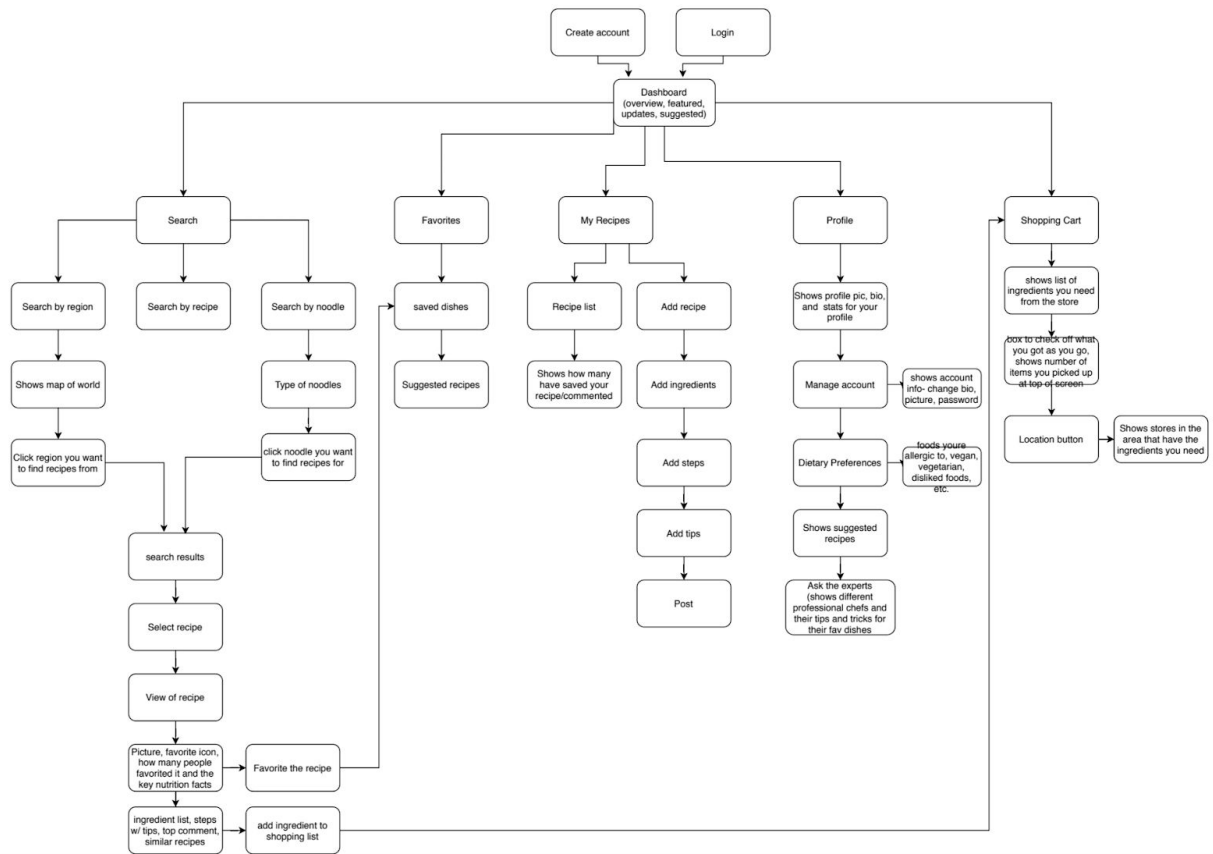 Create account
Login
Dashboard
(overview, featured,
updates, suggested)
Search
Favorites
My Recipes
Profile
Shopping Cart
Search by region
Search by recipe
Search by noodle
saved dishes
Recipe list
Add recipe
Shows profile pic, bio,
and stats for your
profile
shows list of
ingredients you need
from the store
Shows map of world
Type of noodles
Suggested recipes
Shows how many
have saved your
recipe/commented
Add ingredients
Manage account
shows account
info- change bio,
picture, password
box to check off what
you got as you go,
shows number of
items you picked up
at top of screen
Click region you want
to find recipes from
click noodle you want
to find recipes for
Add steps
Dietary Preferences
foods youre
allergic to, vegan,
vegetarian,
disliked foods,
etc.
Location button
Shows stores in the
area that have the
ingredients you need
search results
Add tips
Shows suggested
recipes
Select recipe
Post
Ask the experts
(shows different
professional chefs and
their tips and tricks for
their fav dishes
View of recipe
Picture, favorite icon,
how many people
favorited it and the
key nutrition facts
Favorite the recipe
ingredient list, steps
w/ tips, top comment,
similar recipes
add ingredient to
shopping list